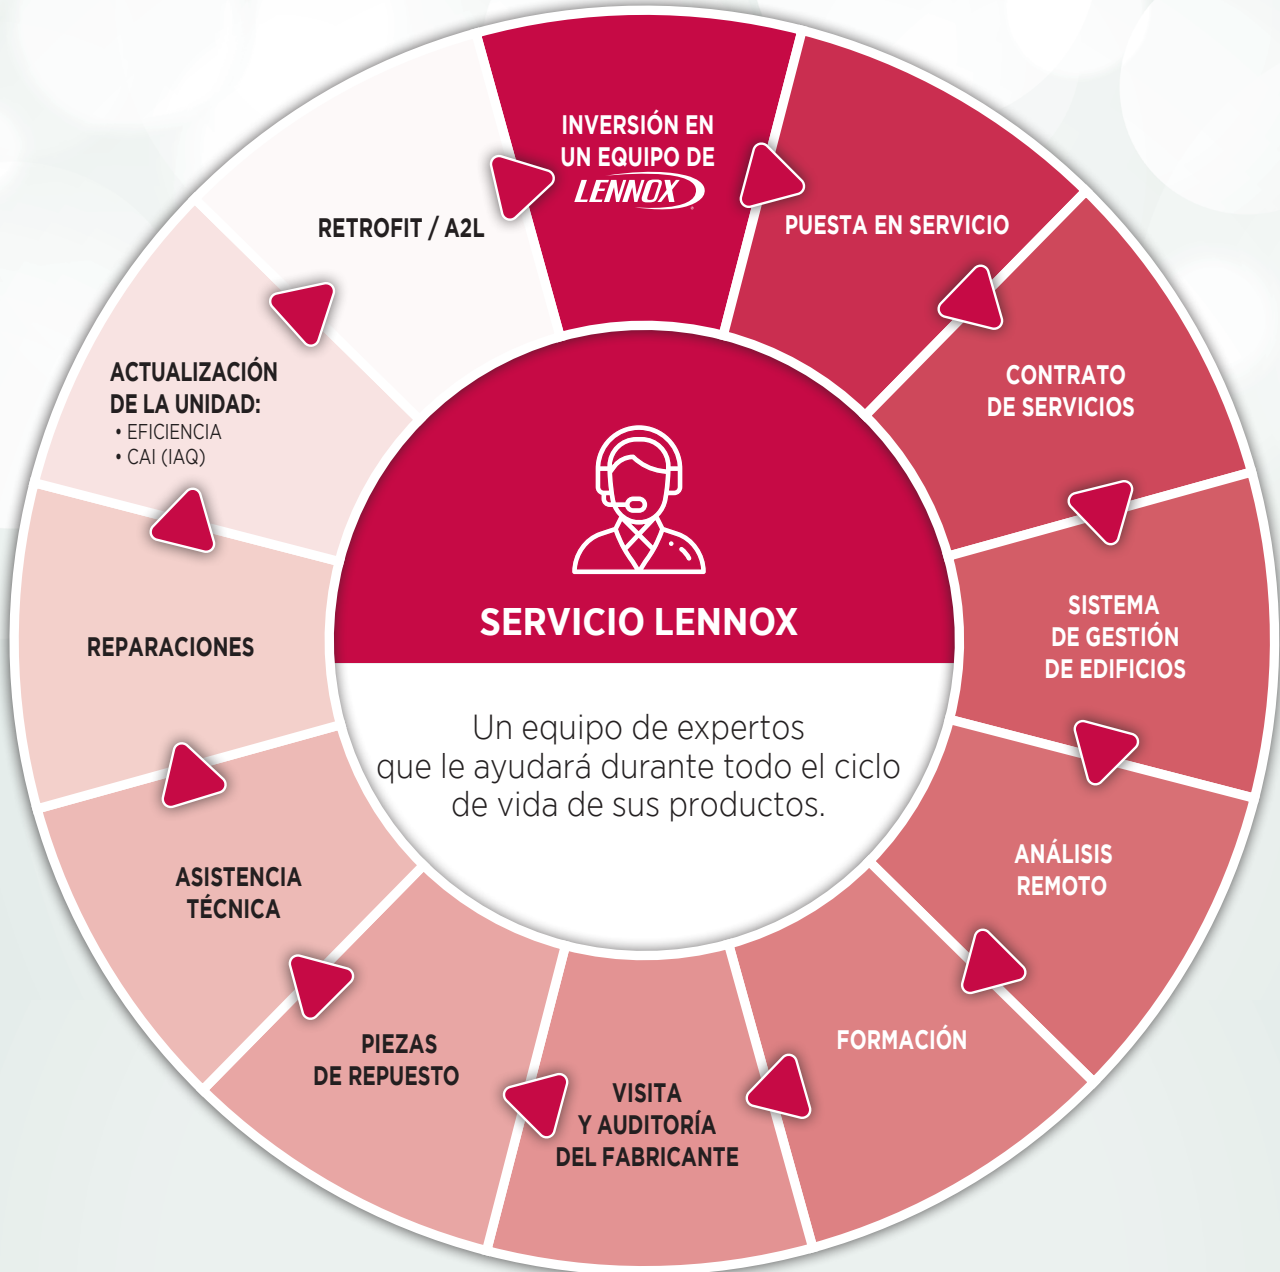 INVERSIÓN EN
UN EQUIPO DE
LENNOX
PUESTA EN SERVICIO
CONTRATO
DE SERVICIOS
SISTEMA
DE GESTIÓN
DE EDIFICIOS
ANÁLISIS
REMOTO
FORMACIÓN
VISITA
Y AUDITORÍA
DEL FABRICANTE
PIEZAS
DE REPUESTO
ASISTENCIA
TÉCNICA
REPARACIONES
ACTUALIZACIÓN
DE LA UNIDAD:
• EFICIENCIA
• CAI (IAQ)
RETROFIT / A2L
SERVICIO LENNOX
Un equipo de expertos
que le ayudará durante todo el ciclo
de vida de sus productos.